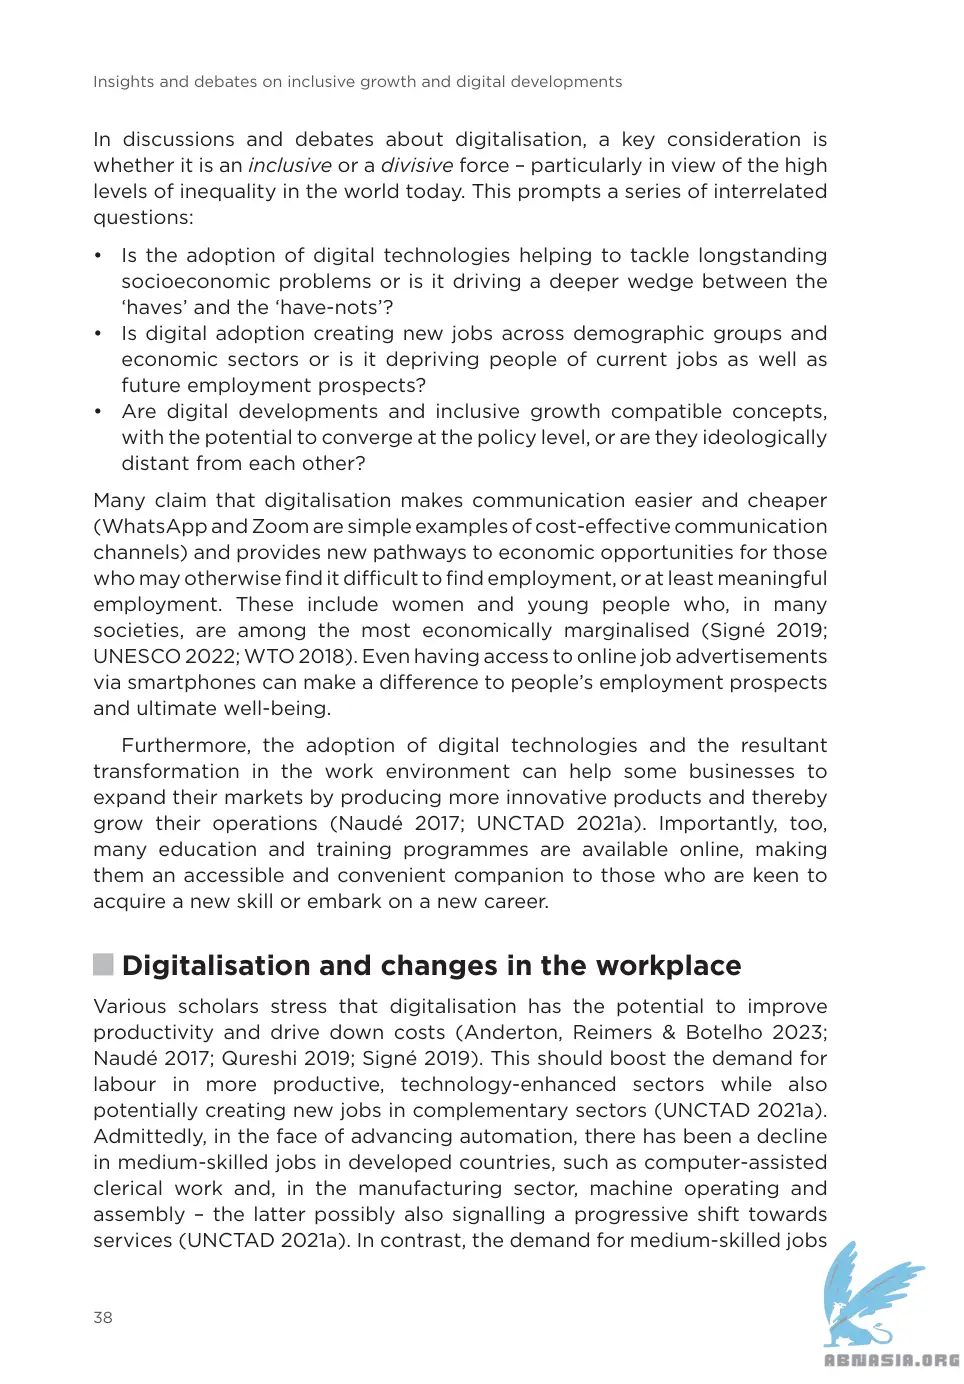 Insights and debates on inclusive growth and digital developments
In discussions and debates about digitalisation, a key consideration is
whether it is an inclusive or a divisive force – particularly in view of the high
levels of inequality in the world today. This prompts a series of interrelated
questions:
• Is the adoption of digital technologies helping to tackle longstanding
socioeconomic problems or is it driving a deeper wedge between the
‘haves’ and the ‘have-nots’?
• Is digital adoption creating new jobs across demographic groups and
economic sectors or is it depriving people of current jobs as well as
future employment prospects?
• Are digital developments and inclusive growth compatible concepts,
with the potential to converge at the policy level, or are they ideologically
distant from each other?
Many claim that digitalisation makes communication easier and cheaper
(WhatsApp and Zoom are simple examples of cost-effective communication
channels) and provides new pathways to economic opportunities for those
who may otherwise find it difficult to find employment, or at least meaningful
employment. These include women and young people who, in many
societies, are among the most economically marginalised (Signé 2019;
UNESCO 2022; WTO 2018). Even having access to online job advertisements
via smartphones can make a difference to people’s employment prospects
and ultimate well-being.
Furthermore, the adoption of digital technologies and the resultant
transformation in the work environment can help some businesses to
expand their markets by producing more innovative products and thereby
grow their operations (Naudé 2017; UNCTAD 2021a). Importantly, too,
many education and training programmes are available online, making
them an accessible and convenient companion to those who are keen to
acquire a new skill or embark on a new career.
Digitalisation and changes in the workplace
Various scholars stress that digitalisation has the potential to improve
productivity and drive down costs (Anderton, Reimers & Botelho 2023;
Naudé 2017; Qureshi 2019; Signé 2019). This should boost the demand for
labour in more productive, technology-enhanced sectors while also
potentially creating new jobs in complementary sectors (UNCTAD 2021a).
Admittedly, in the face of advancing automation, there has been a decline
in medium-skilled jobs in developed countries, such as computer-assisted
clerical work and, in the manufacturing sector, machine operating and
assembly – the latter possibly also signalling a progressive shift towards
services (UNCTAD 2021a). In contrast, the demand for medium-skilled jobs
38
ABNASIA.ORG